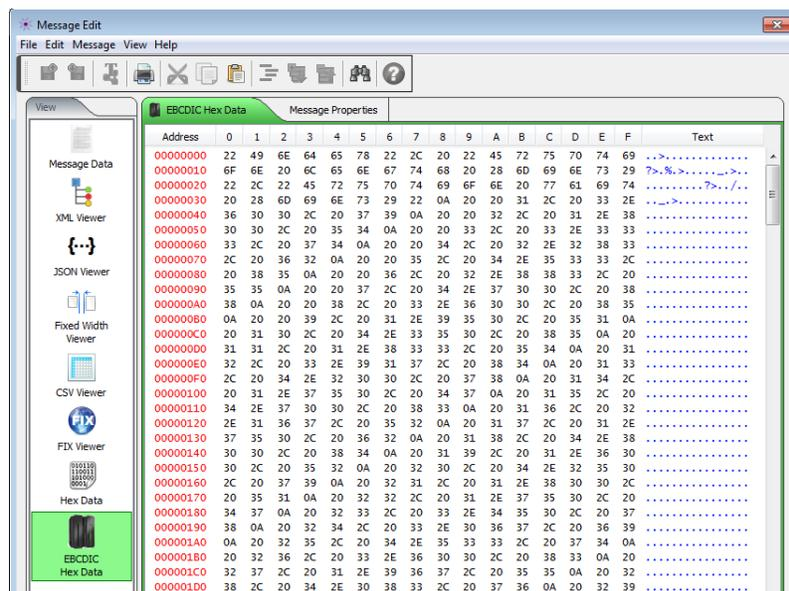 Message Edit
File Edit Message View Help
View
EBCDIC Hex Data
Message Properties
Message Data
XML Viewer
{...}
JSON Viewer
Fixed Width
Viewer
CSV Viewer
FIX
FIX Viewer
Hex Data
EBCDIC
Hex Data
Address 0 1 2 3 4 5 6 7 8 9 A B C D E F Text
00000000 22 49 6E 64 65 78 22 2C 20 22 45 72 75 70 74 69 ..>.............
00000010 6F 6E 20 6C 65 6E 67 74 68 20 28 6D 69 6E 73 29 ?>.%.>....._.>..
00000020 22 2C 22 45 72 75 70 74 69 6F 6E 20 77 61 69 74 .........?>../..
00000030 20 28 6D 69 6E 73 29 22 0A 20 20 31 2C 20 33 2E .._.>...........
00000040 36 30 30 2C 20 37 39 0A 20 20 32 2C 20 31 2E 38 ................
00000050 30 30 2C 20 35 34 0A 20 20 33 2C 20 33 2E 33 33 ................
00000060 33 2C 20 37 34 0A 20 20 34 2C 20 32 2E 32 38 33 ................
00000070 2C 20 36 32 0A 20 20 35 2C 20 34 2E 35 33 33 2C ................
00000080 20 38 35 0A 20 20 36 2C 20 32 2E 38 38 33 2C 20 ................
00000090 35 35 0A 20 20 37 2C 20 34 2E 37 30 30 2C 20 38 ................
000000A0 38 0A 20 20 38 2C 20 33 2E 36 30 30 2C 20 38 35 ................
000000B0 0A 20 20 39 2C 20 31 2E 39 35 30 2C 20 35 31 0A ................
000000C0 20 31 30 2C 20 34 2E 33 35 30 2C 20 38 35 0A 20 ................
000000D0 31 31 2C 20 31 2E 38 33 33 2C 20 35 34 0A 20 31 ................
000000E0 32 2C 20 33 2E 39 31 37 2C 20 38 34 0A 20 31 33 ................
000000F0 2C 20 34 2E 32 30 30 2C 20 37 38 0A 20 31 34 2C ................
00000100 20 31 2E 37 35 30 2C 20 34 37 0A 20 31 35 2C 20 ................
00000110 34 2E 37 30 30 2C 20 38 33 0A 20 31 36 2C 20 32 ................
00000120 2E 31 36 37 2C 20 35 32 0A 20 31 37 2C 20 31 2E ................
00000130 37 35 30 2C 20 36 32 0A 20 31 38 2C 20 34 2E 38 ................
00000140 30 30 2C 20 38 34 0A 20 31 39 2C 20 31 2E 36 30 ................
00000150 30 2C 20 35 32 0A 20 32 30 2C 20 34 2E 32 35 30 ................
00000160 2C 20 37 39 0A 20 32 31 2C 20 31 2E 38 30 30 2C ................
00000170 20 35 31 0A 20 32 32 2C 20 31 2E 37 35 30 2C 20 ................
00000180 34 37 0A 20 32 33 2C 20 33 2E 34 35 30 2C 20 37 ................
00000190 38 0A 20 32 34 2C 20 33 2E 30 36 37 2C 20 36 39 ................
000001A0 0A 20 32 35 2C 20 34 2E 35 33 33 2C 20 37 34 0A ................
000001B0 20 32 36 2C 20 33 2E 36 30 30 2C 20 38 33 0A 20 ................
000001C0 32 37 2C 20 31 2E 39 36 37 2C 20 35 35 0A 20 32 ................
000001D0 38 2C 20 34 2E 30 38 33 2C 20 37 36 0A 20 32 39 ................